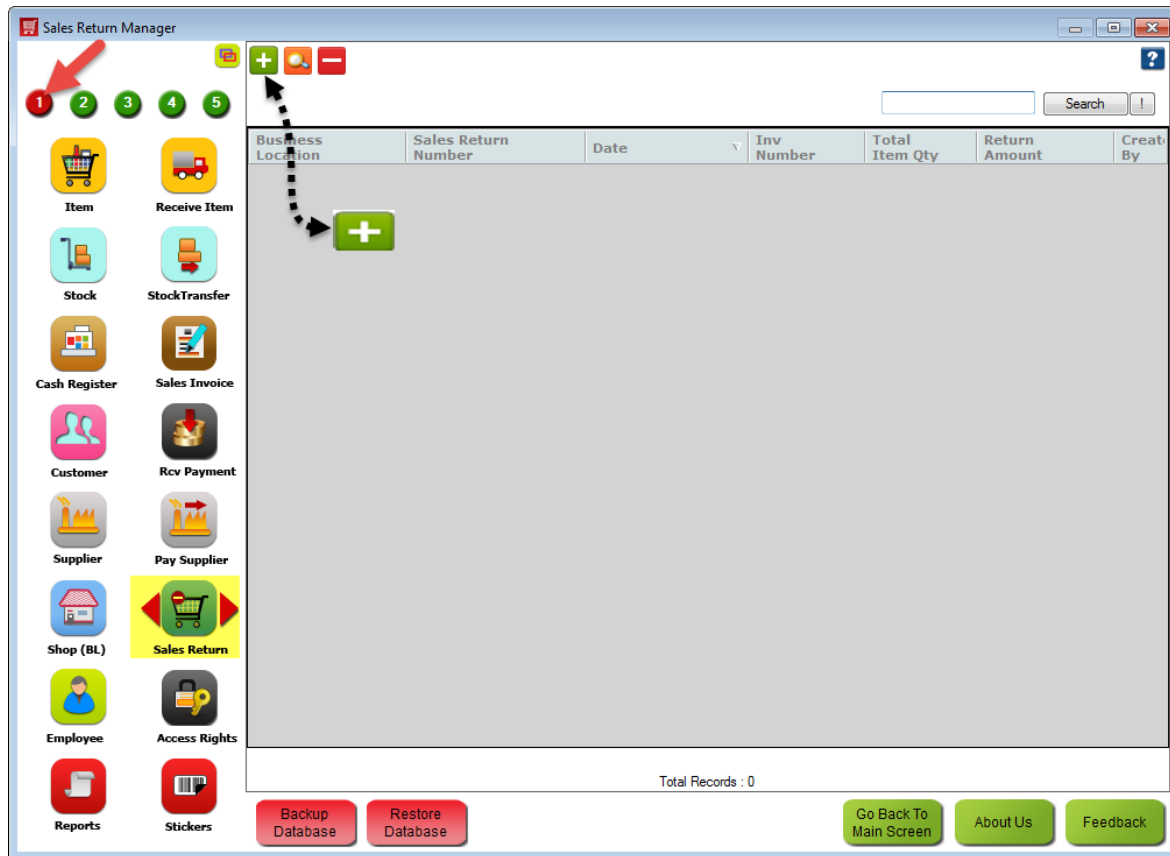 Sales Return Manager
?
1 2 3 4 5
Search !
Business Location
Sales Return Number
Date
Inv Number
Total Item Qty
Return Amount
Creat By
Item
Receive Item
Stock
StockTransfer
Cash Register
Sales Invoice
Customer
Rcv Payment
Supplier
Pay Supplier
Shop (BL)
Sales Return
Employee
Access Rights
Reports
Stickers
Total Records : 0
Backup
Database
Restore
Database
Go Back To
Main Screen
About Us
Feedback